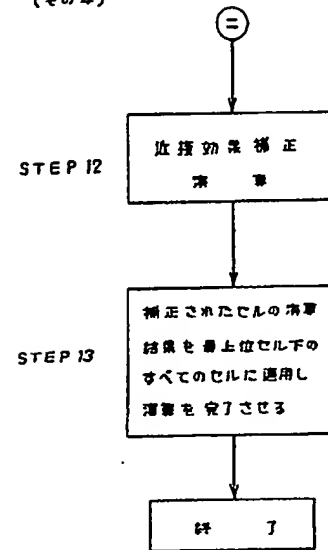 (その4)
ニ
STEP 12
近接効果補正
演算
STEP 13
補正されたセルの演算
結果を最上位セル下の
すべてのセルに適用し
演算を完了させる
終了